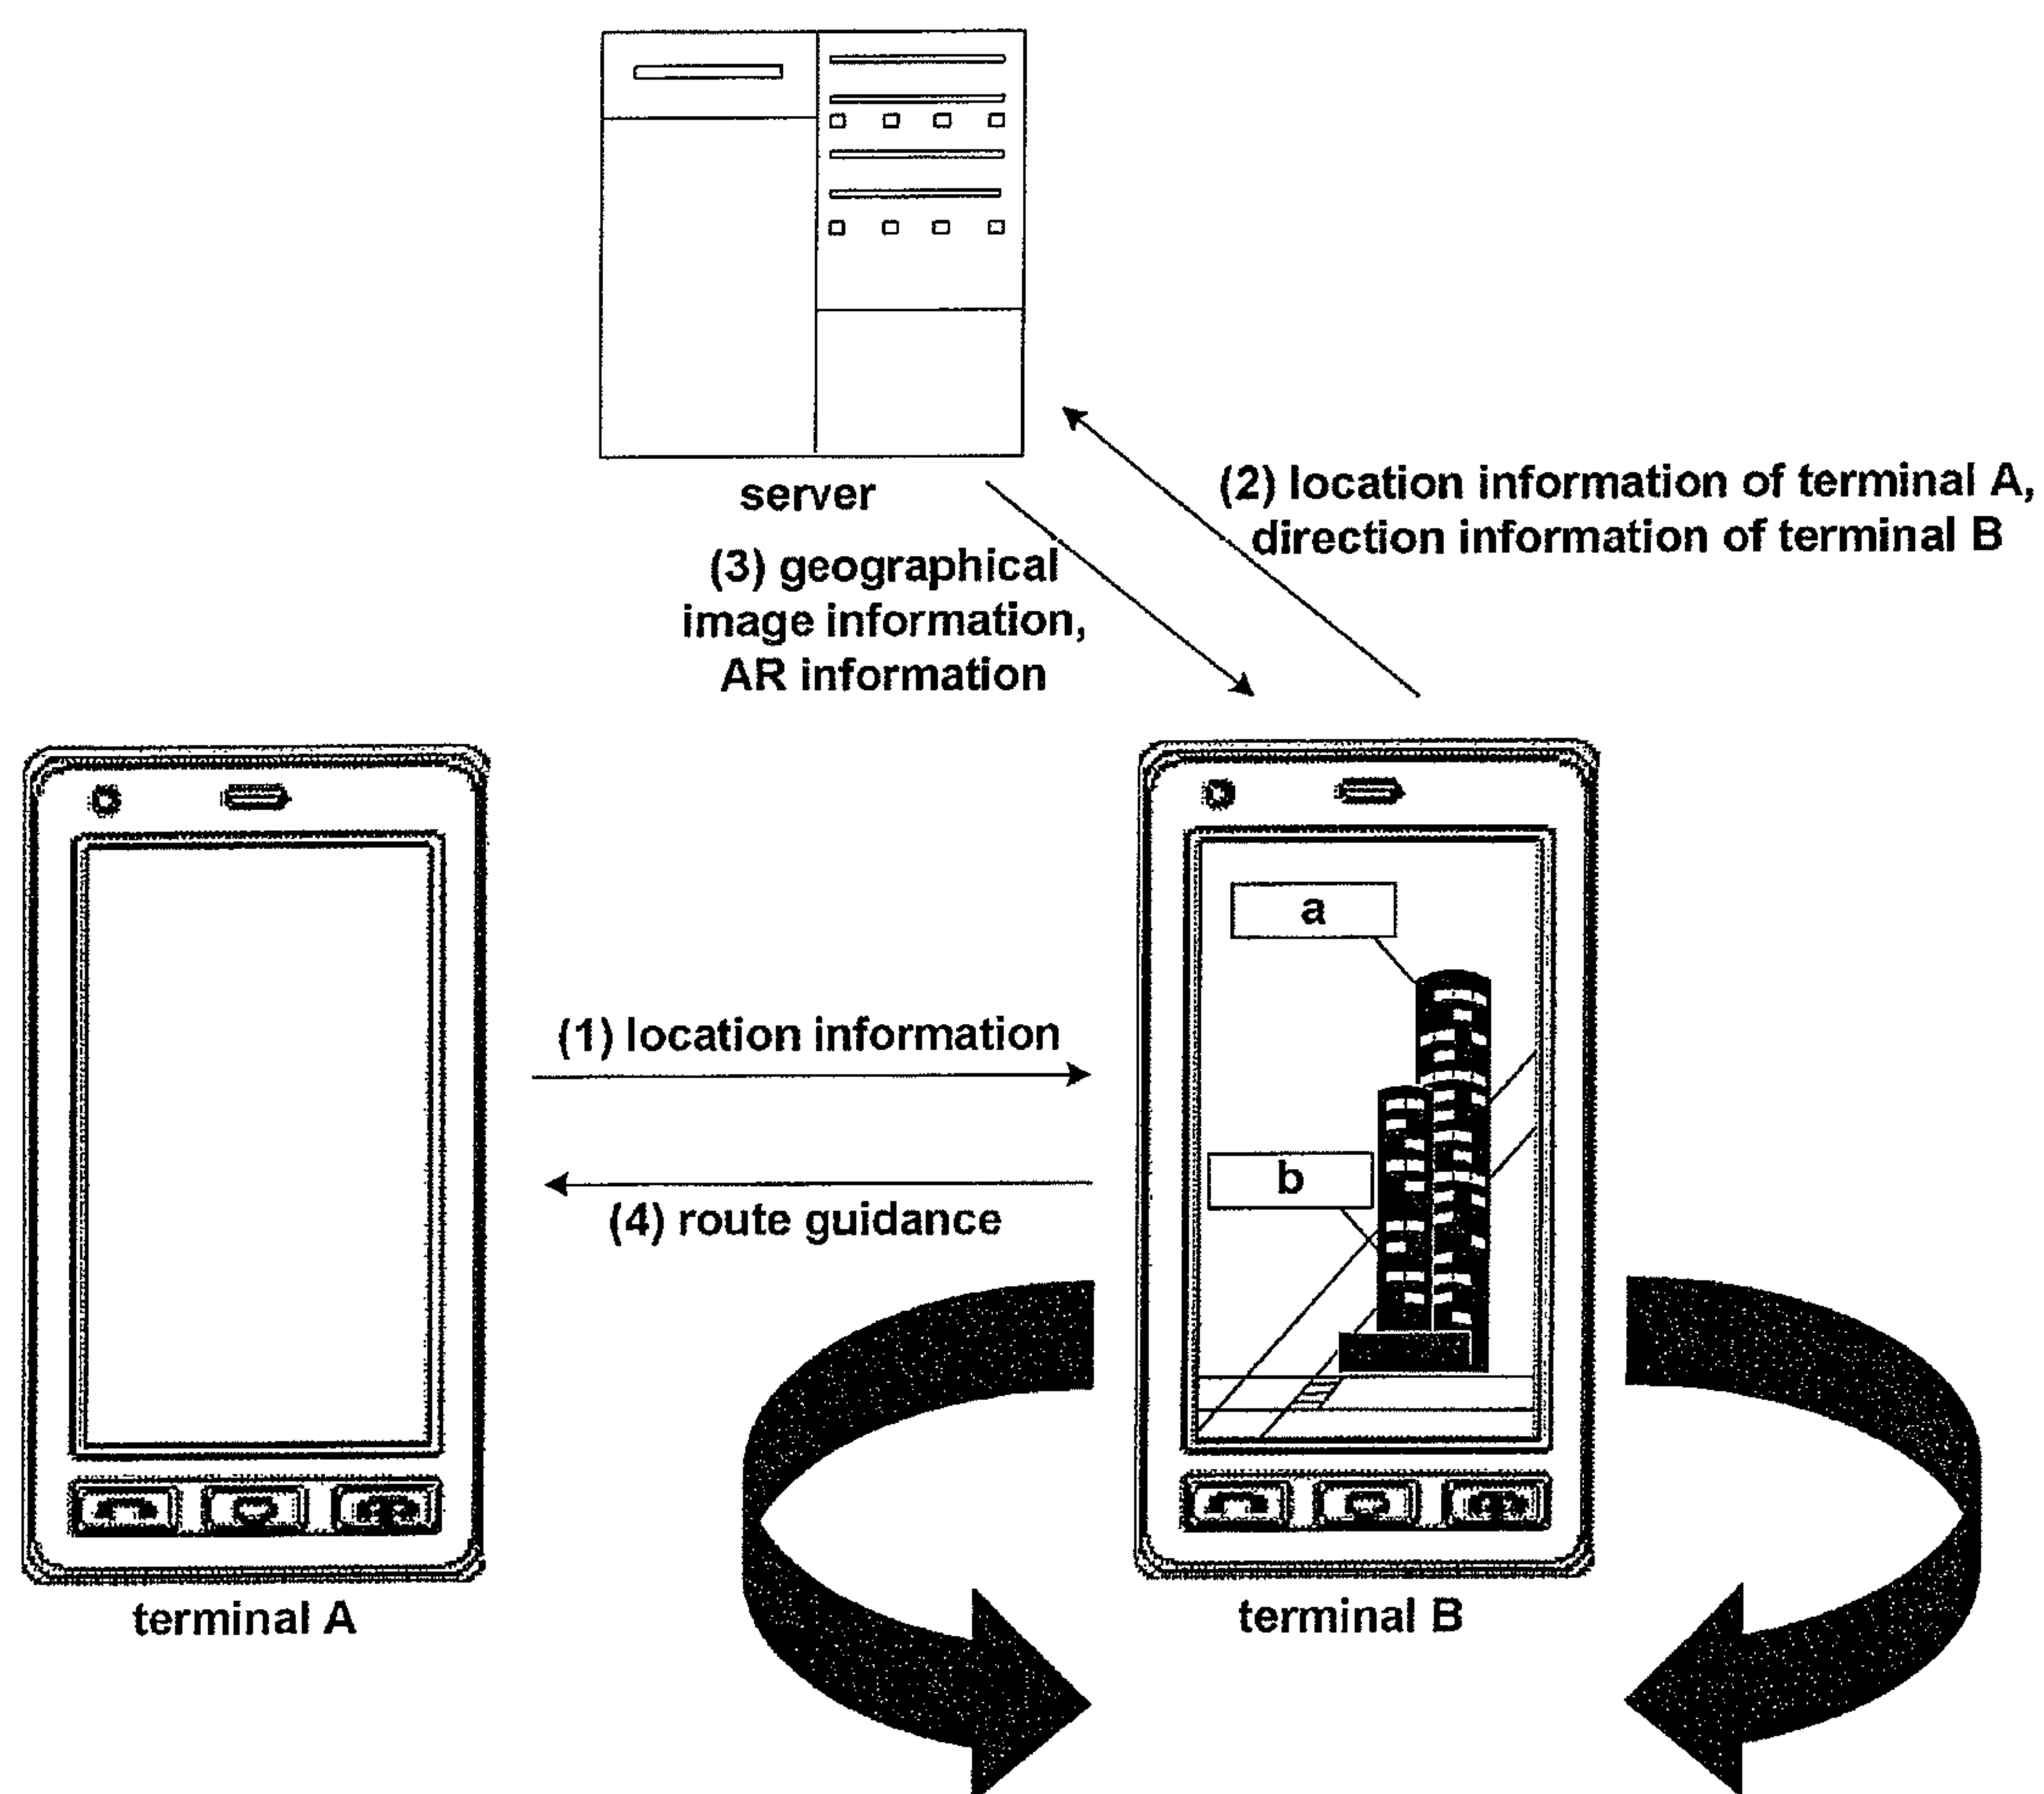 server
(2) location information of terminal A,
direction information of terminal B
(3) geographical
image information,
AR information
a
(1) location information
b
(4) route guidance
terminal A
terminal B